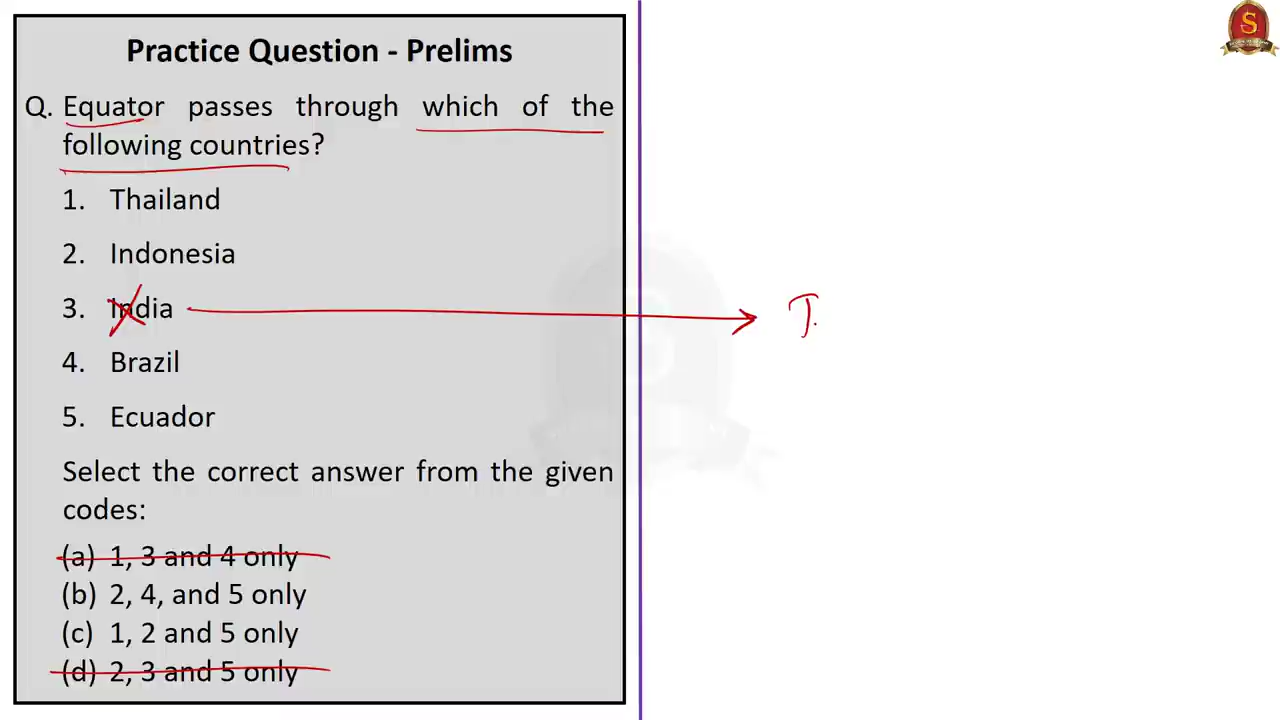 Practice Question - Prelims
Q. Equator passes through which of the
following countries?
1. Thailand
2. Indonesia
3. India
4. Brazil
5. Ecuador
Select the correct answer from the given
codes:
(a) 1, 3 and 4 only
(b) 2, 4, and 5 only
(c) 1, 2 and 5 only
(d) 2, 3 and 5 only
S